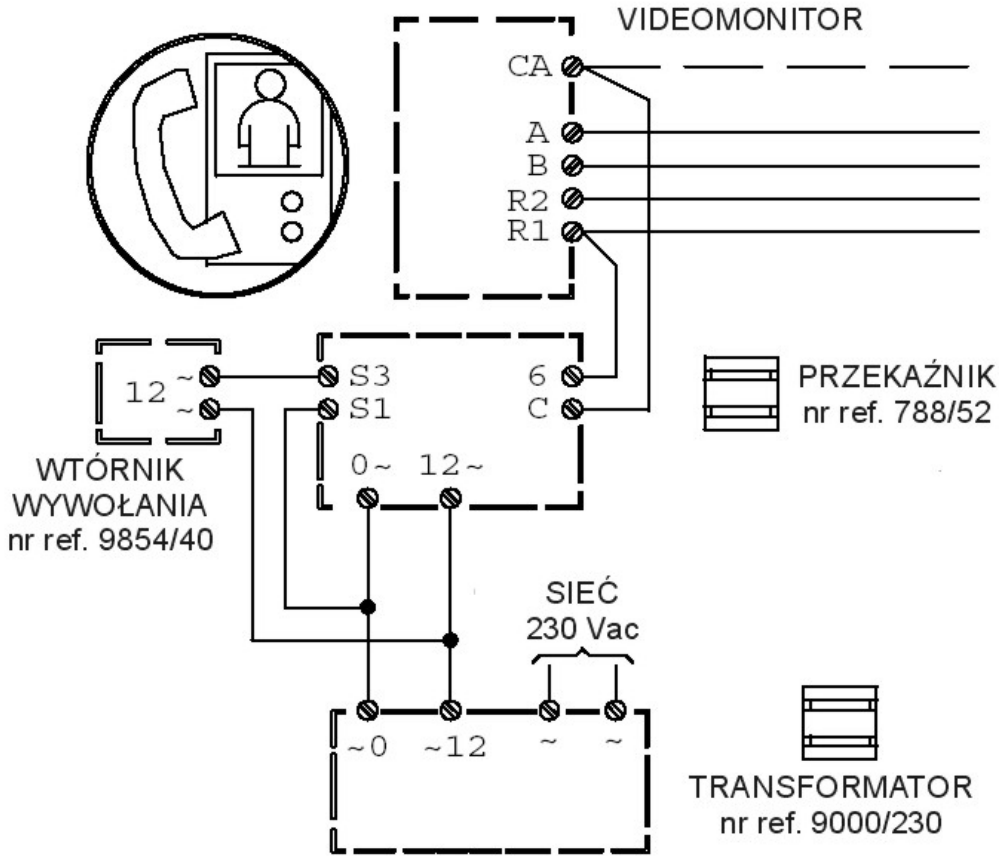 VIDEOMONITOR
CA
A
B
R2
R1
12 ~
~
S3
S1
6
C
0~ 12~
PRZEKAŹNIK
nr ref. 788/52
WTÓRNIK
WYWOŁANIA
nr ref. 9854/40
SIEĆ
230 Vac
~0 ~12 ~ ~
TRANSFORMATOR
nr ref. 9000/230